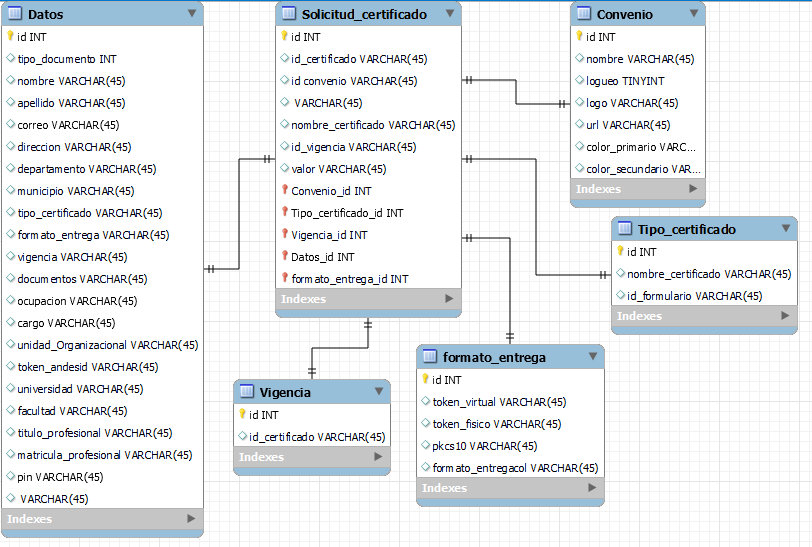 Datos
id INT
tipo_documento INT
nombre VARCHAR(45)
apellido VARCHAR(45)
correo VARCHAR(45)
direccion VARCHAR(45)
departamento VARCHAR(45)
municipio VARCHAR(45)
tipo_certificado VARCHAR(45)
formato_entrega VARCHAR(45)
vigencia VARCHAR(45)
documentos VARCHAR(45)
ocupacion VARCHAR(45)
cargo VARCHAR(45)
unidad_Organizacional VARCHAR(45)
token_andesid VARCHAR(45)
universidad VARCHAR(45)
facultad VARCHAR(45)
titulo_profesional VARCHAR(45)
matricula_profesional VARCHAR(45)
pin VARCHAR(45)
VARCHAR(45)
Indexes
Solicitud_certificado
id INT
id_certificado VARCHAR(45)
id convenio VARCHAR(45)
VARCHAR(45)
nombre_certificado VARCHAR(45)
id_vigencia VARCHAR(45)
valor VARCHAR(45)
Convenio_id INT
Tipo_certificado_id INT
Vigencia_id INT
Datos_id INT
formato_entrega_id INT
Indexes
Convenio
id INT
nombre VARCHAR(45)
logueo TINYINT
logo VARCHAR(45)
url VARCHAR(45)
color_primario VARC...
color_secundario VAR...
Indexes
Tipo_certificado
id INT
nombre_certificado VARCHAR(45)
id_formulario VARCHAR(45)
Indexes
Vigencia
id INT
id_certificado VARCHAR(45)
Indexes
formato_entrega
id INT
token_virtual VARCHAR(45)
token_fisico VARCHAR(45)
pkcs10 VARCHAR(45)
formato_entregacol VARCHAR(45)
Indexes